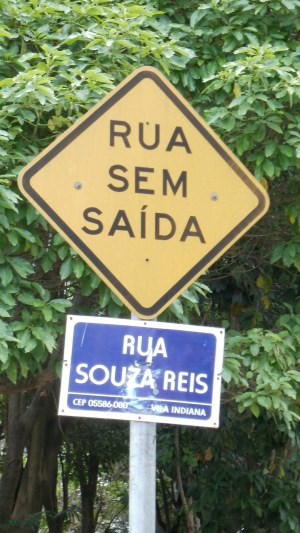 RUA
SEM
SAÍDA
RUA
SOUZA REIS
CEP 05586-080 VILA INDIANA